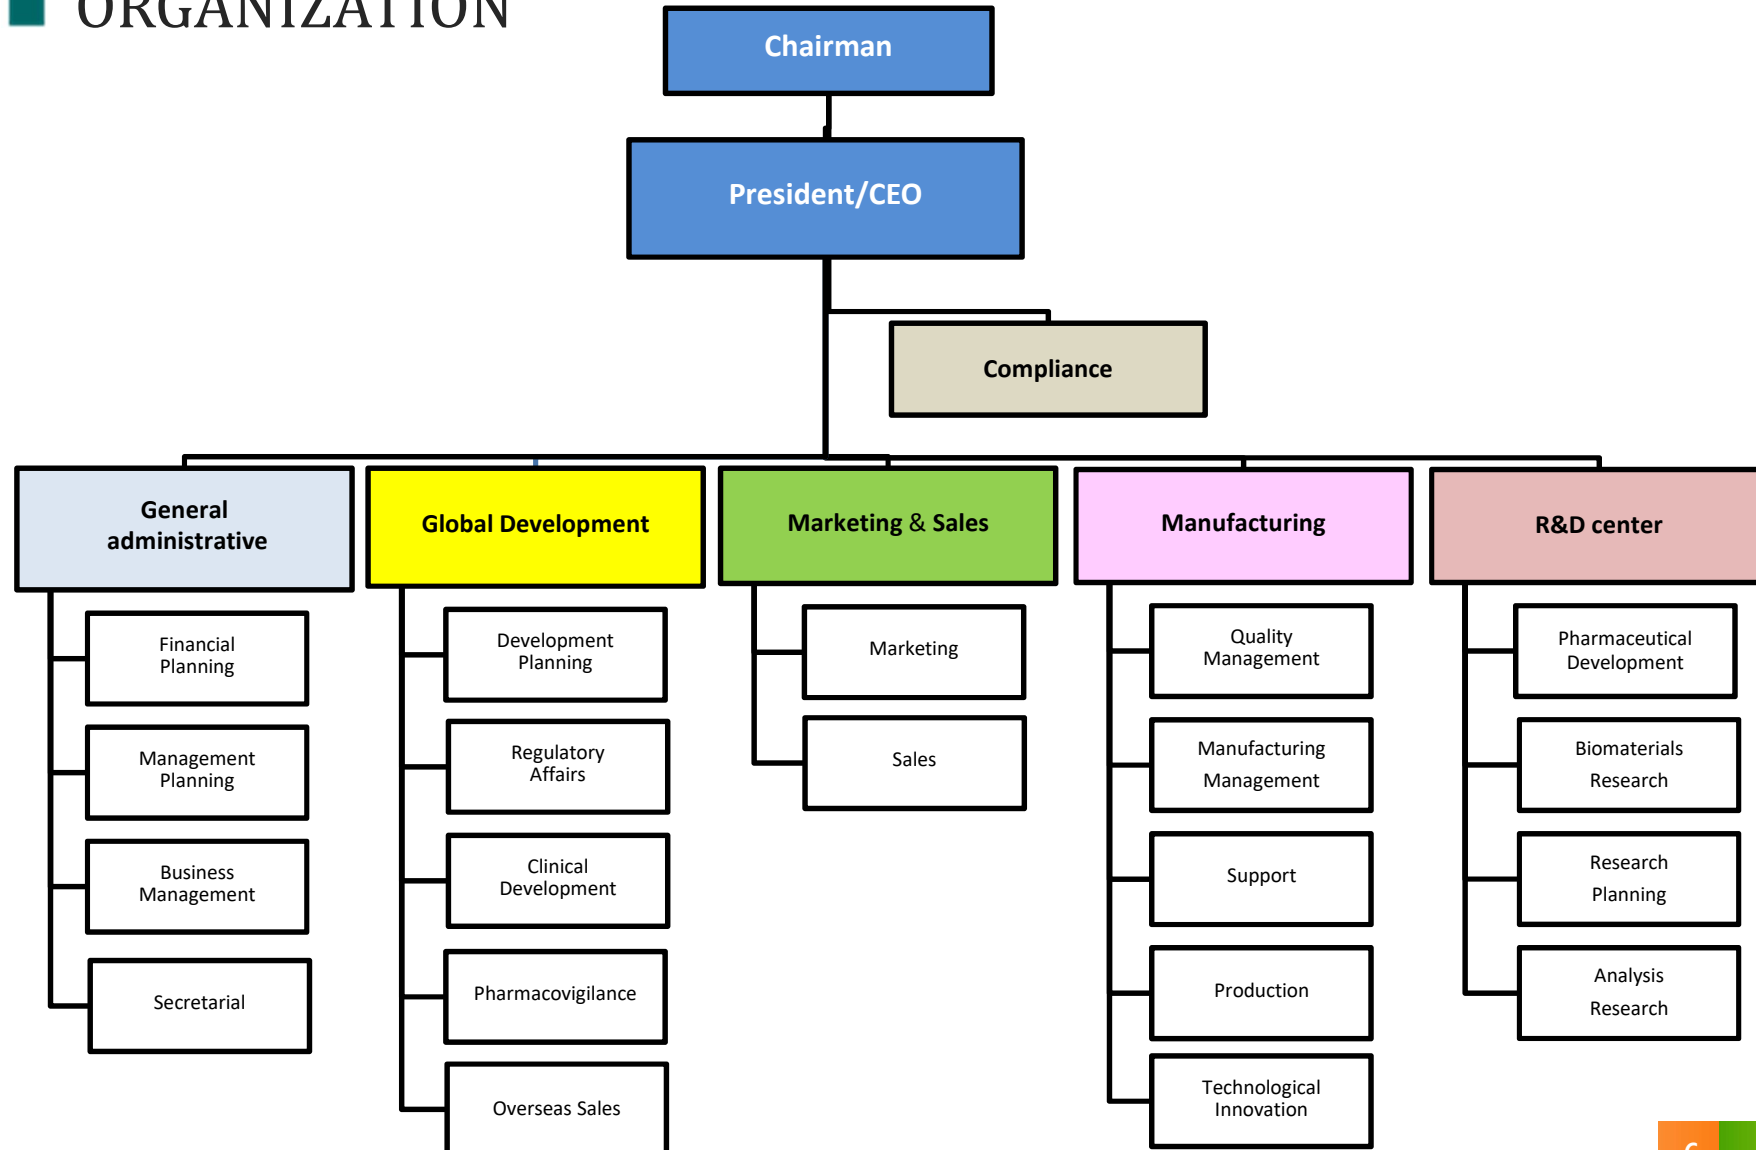 ORGANIZATION
Chairman
President/CEO
Compliance
General
administrative
Global Development
Marketing & Sales
Manufacturing
R&D center
Financial
Planning
Management
Planning
Business
Management
Secretarial
Development
Planning
Regulatory
Affairs
Clinical
Development
Pharmacovigilance
Overseas Sales
Marketing
Sales
Quality
Management
Manufacturing
Management
Support
Production
Technological
Innovation
Pharmaceutical
Development
Biomaterials
Research
Research
Planning
Analysis
Research